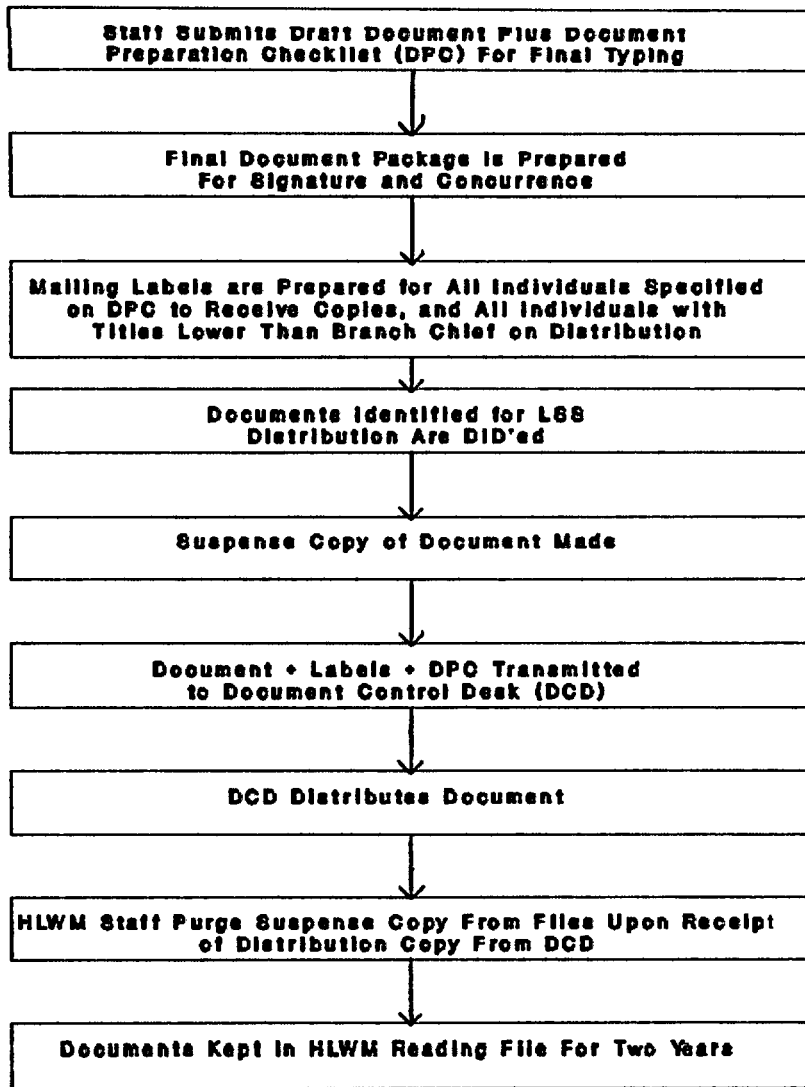 Staff Submits Draft Document Plus Document
Preparation Checklist (DPC) For Final Typing
Final Document Package is Prepared
For Signature and Concurrence
Mailing Labels are Prepared for All Individuals Specified
on DPC to Receive Copies, and All Individuals with
Titles Lower Than Branch Chief on Distribution
Documents Identified for LSS
Distribution Are DID'ed
Suspense Copy of Document Made
Document + Labels + DPC Transmitted
to Document Control Desk (DCD)
DCD Distributes Document
HLWM Staff Purge Suspense Copy From Files Upon Receipt
of Distribution Copy From DCD
Documents Kept in HLWM Reading File For Two Years